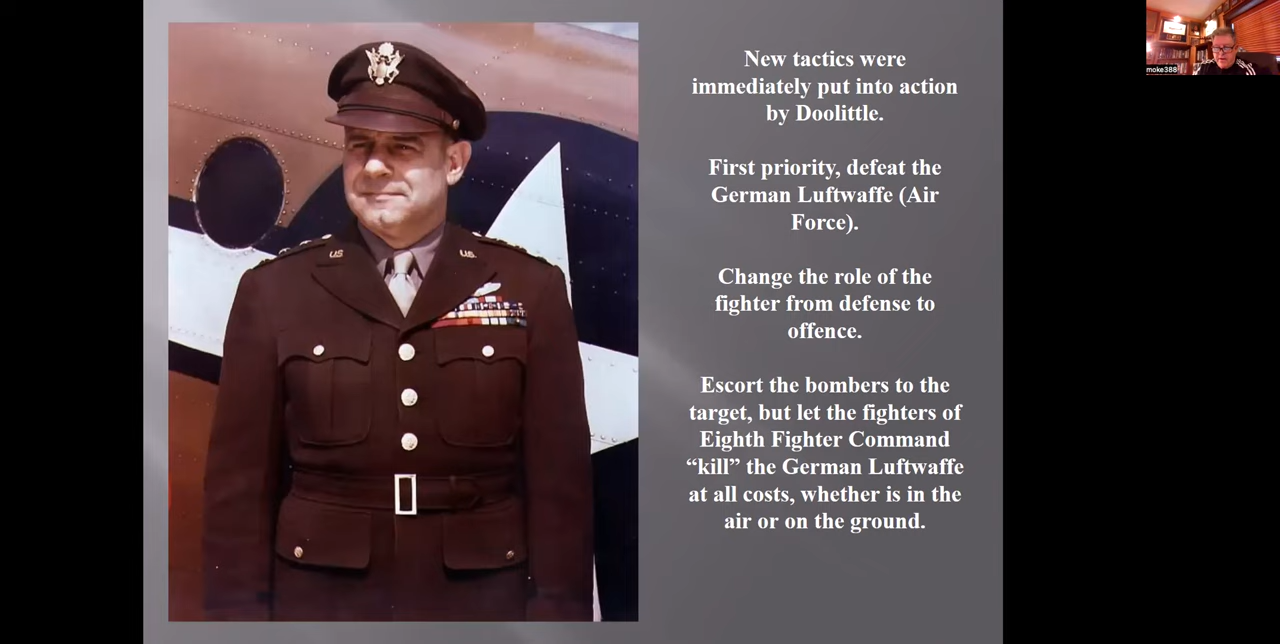 New tactics were
immediately put into action
by Doolittle.
First priority, defeat the
German Luftwaffe (Air
Force).
Change the role of the
fighter from defense to
offence.
Escort the bombers to the
target, but let the fighters of
Eighth Fighter Command
“kill” the German Luftwaffe
at all costs, whether is in the
air or on the ground.
US
U.S.
moke388